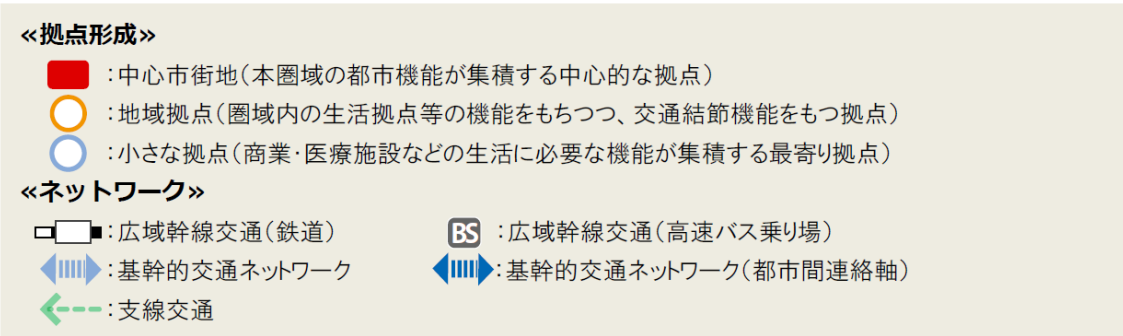 ≪拠点形成≫
：中心市街地（本圏域の都市機能が集積する中心的な拠点）
：地域拠点（圏域内の生活拠点等の機能をもちつつ、交通結節機能をもつ拠点）
：小さな拠点（商業・医療施設などの生活に必要な機能が集積する最寄り拠点）
≪ネットワーク≫
：広域幹線交通（鉄道） BS ：広域幹線交通（高速バス乗り場）
：基幹的交通ネットワーク ：基幹的交通ネットワーク（都市間連絡軸）
：支線交通